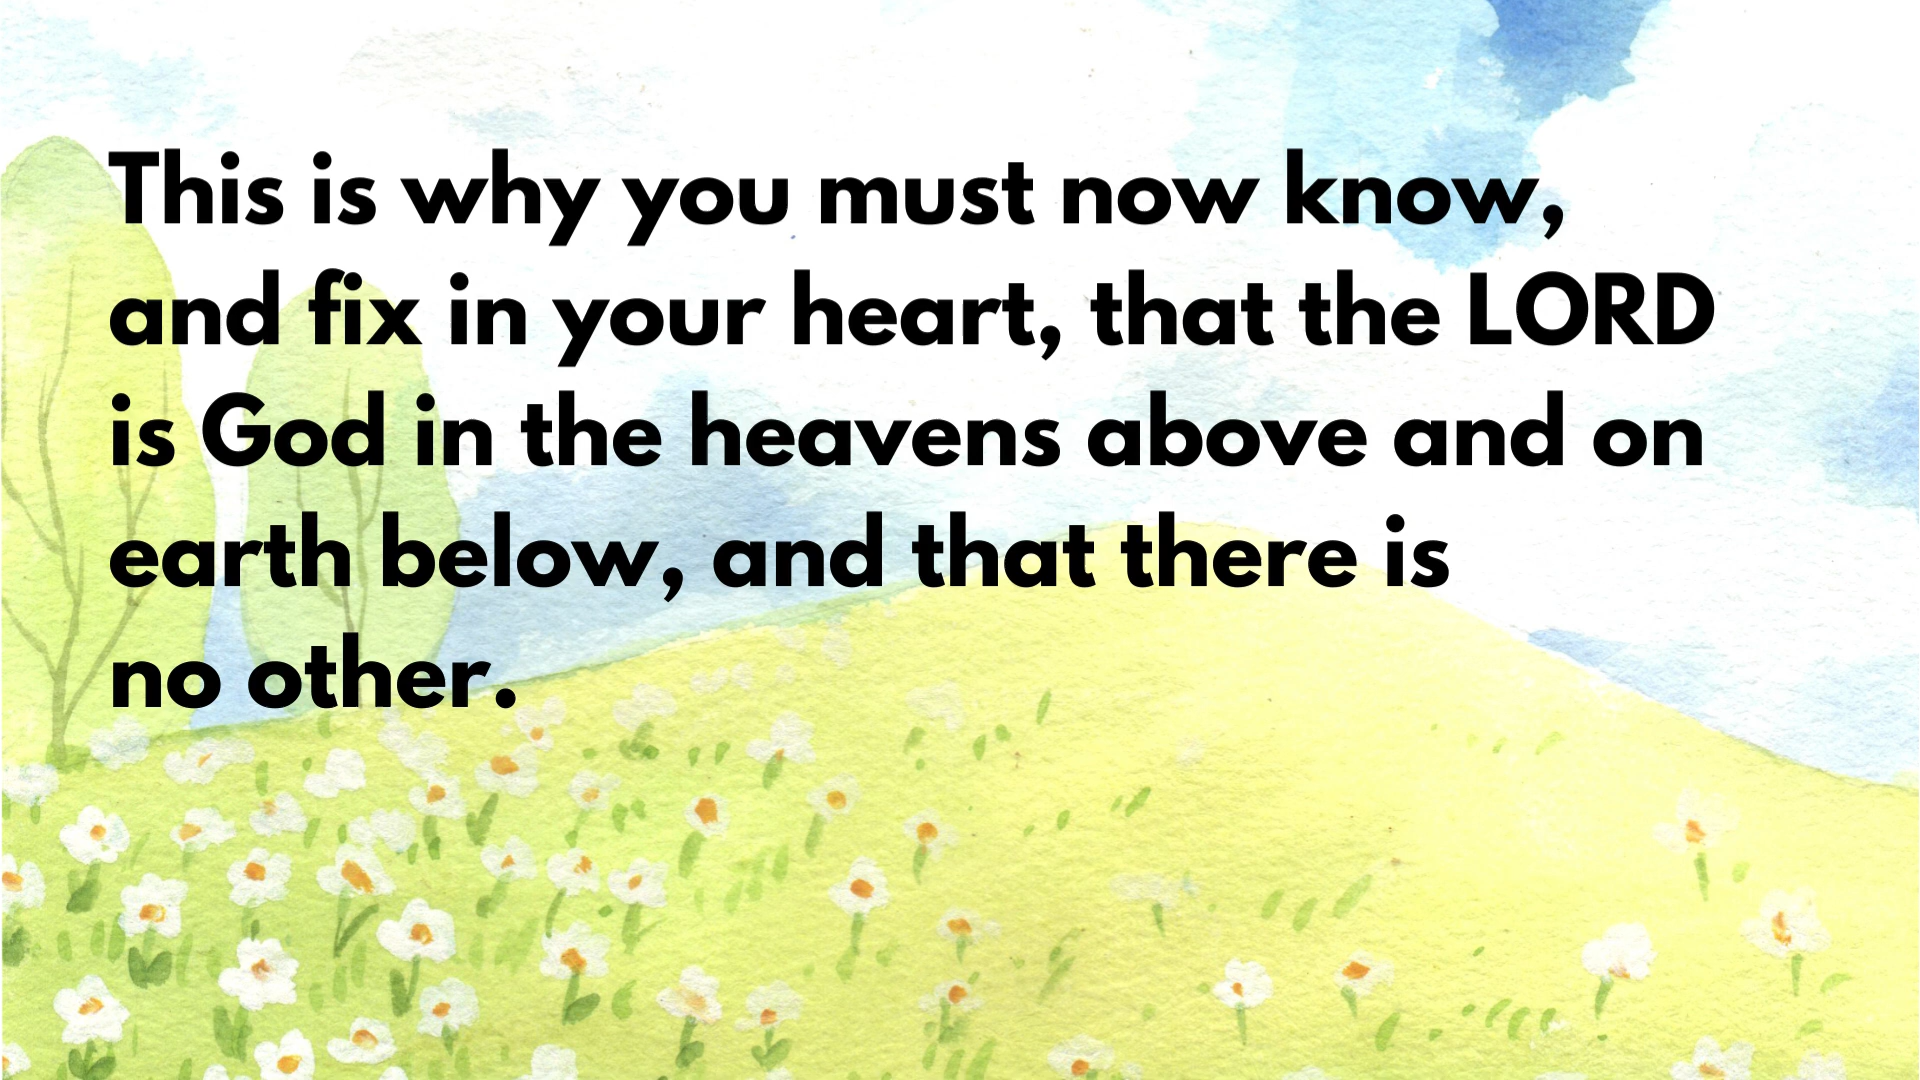 This is why you must now know,
and fix in your heart, that the LORD
is God in the heavens above and on
earth below, and that there is
no other.